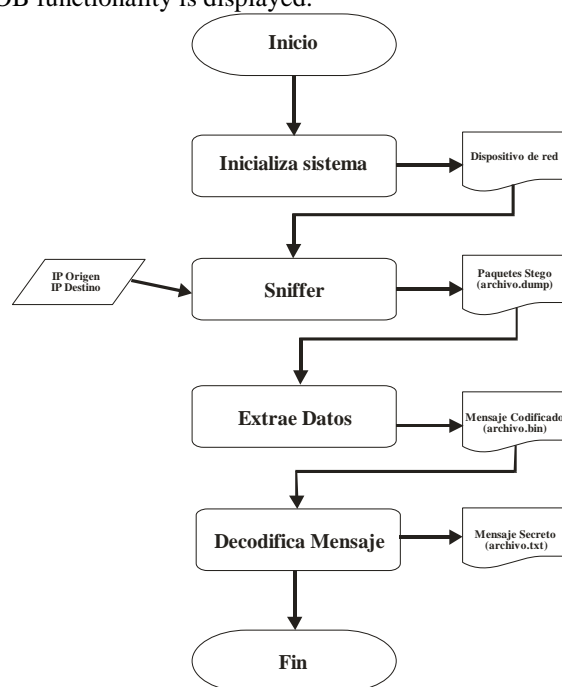 OB functionality is displayed.
Inicio
Inicializa sistema
Dispositivo de red
IP Origen
IP Destino
Sniffer
Paquetes Stego
(archivo.dump)
Extrae Datos
Mensaje Codificado
(archivo.bin)
Decodifica Mensaje
Mensaje Secreto
(archivo.txt)
Fin